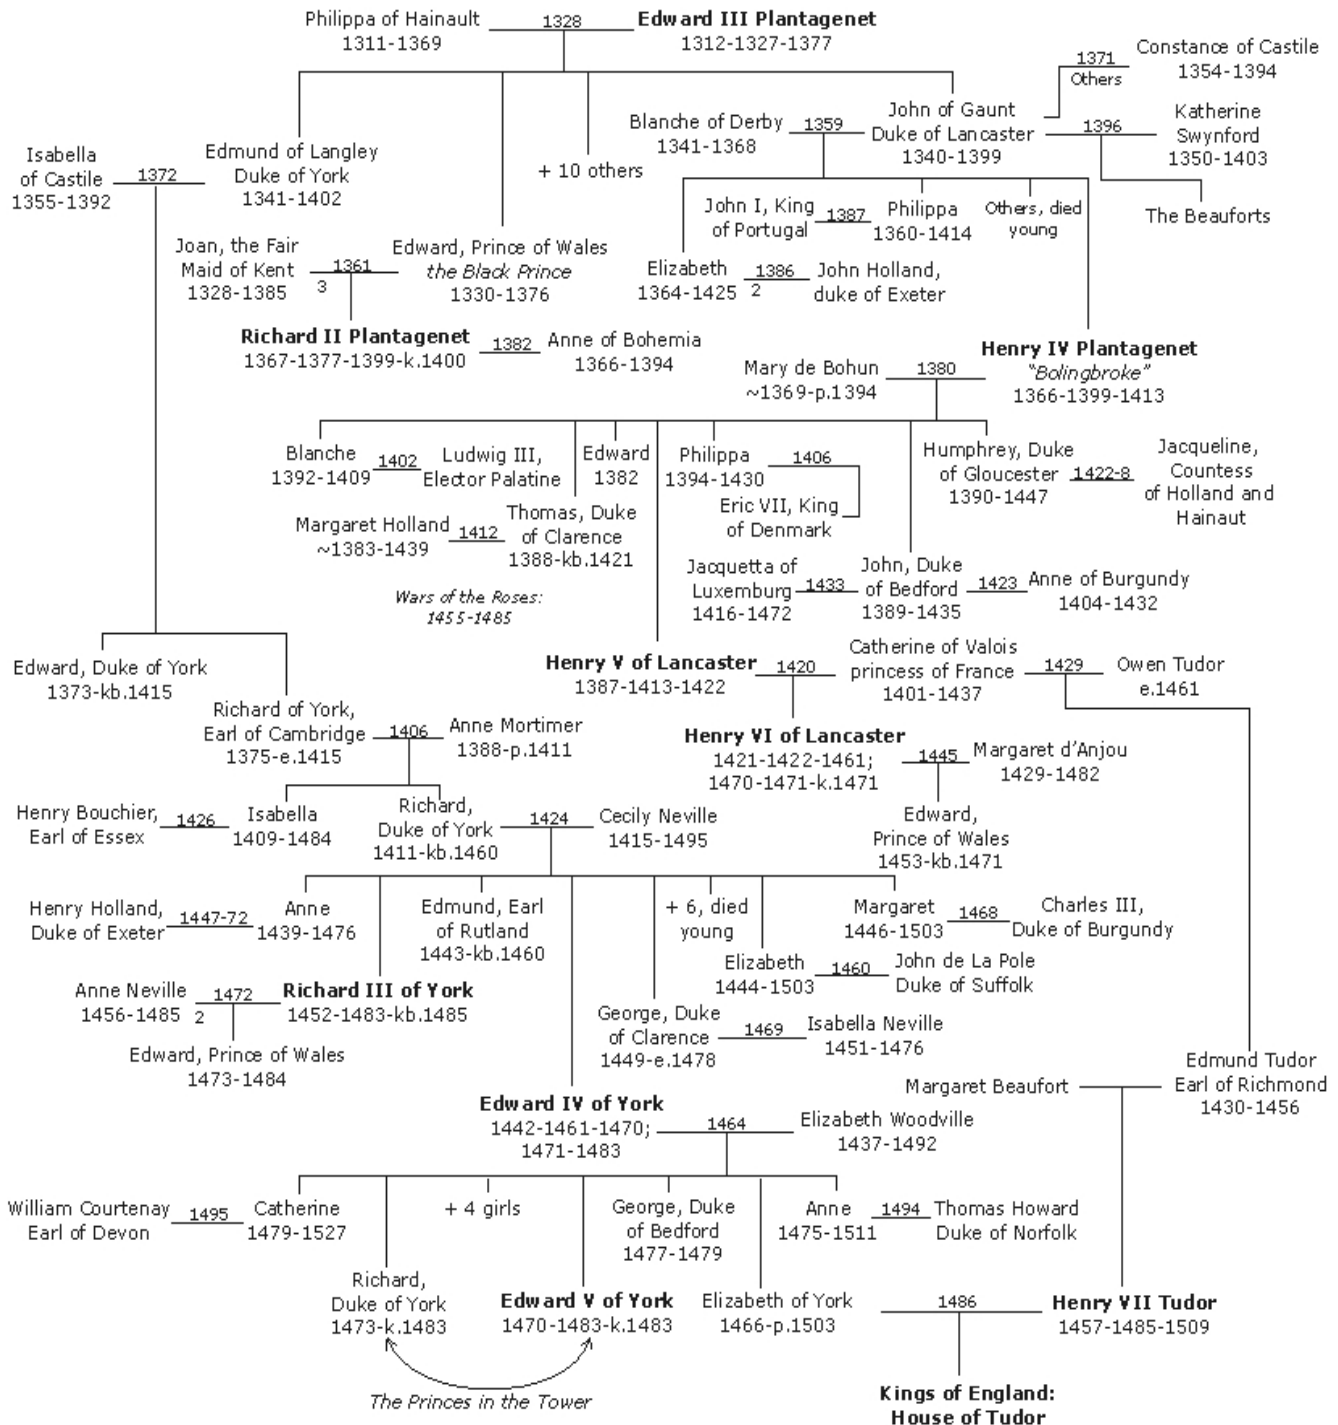 Philippa of Hainault
1311-1369
1328
Edward III Plantagenet
1312-1327-1377
Constance of Castile
1354-1394
1371
Others
John of Gaunt
Duke of Lancaster
1340-1399
Blanche of Derby
1341-1368
1359
1396
Katherine
Swynford
1350-1403
Isabella
of Castile
1355-1392
1372
Edmund of Langley
Duke of York
1341-1402
+ 10 others
The Beauforts
John I, King
of Portugal
1387
Philippa
1360-1414
Others, died
young
Joan, the Fair
Maid of Kent
1328-1385
1361
3
Edward, Prince of Wales
the Black Prince
1330-1376
Elizabeth
1364-1425
1386
2
John Holland,
duke of Exeter
Richard II Plantagenet
1367-1377-1399-k.1400
1382
Anne of Bohemia
1366-1394
Mary de Bohun
~1369-p.1394
1380
Henry IV Plantagenet
"Bolingbroke"
1366-1399-1413
Blanche
1392-1409
1402
Ludwig III,
Elector Palatine
Edward
1382
Philippa
1394-1430
1406
Eric VII, King
of Denmark
Humphrey, Duke
of Gloucester
1390-1447
1422-8
Jacqueline,
Countess
of Holland and
Hainaut
Margaret Holland
~1383-1439
1412
Thomas, Duke
of Clarence
1388-kb.1421
Jacquetta of
Luxemburg
1416-1472
1433
John, Duke
of Bedford
1389-1435
1423
Anne of Burgundy
1404-1432
Wars of the Roses:
1455-1485
Edward, Duke of York
1373-kb.1415
Henry V of Lancaster
1387-1413-1422
1420
Catherine of Valois
princess of France
1401-1437
1429
Owen Tudor
e.1461
Richard of York,
Earl of Cambridge
1375-e.1415
1406
Anne Mortimer
1388-p.1411
Henry VI of Lancaster
1421-1422-1461;
1470-1471-k.1471
1445
Margaret d'Anjou
1429-1482
Henry Bouchier,
Earl of Essex
1426
Isabella
1409-1484
Richard,
Duke of York
1411-kb.1460
1424
Cecily Neville
1415-1495
Edward,
Prince of Wales
1453-kb.1471
Henry Holland,
Duke of Exeter
1447-72
Anne
1439-1476
Edmund, Earl
of Rutland
1443-kb.1460
+ 6, died
young
Margaret
1446-1503
1468
Charles III,
Duke of Burgundy
Elizabeth
1444-1503
1460
John de La Pole
Duke of Suffolk
Anne Neville
1456-1485
1472
2
Richard III of York
1452-1483-kb.1485
George, Duke
of Clarence
1449-e.1478
1469
Isabella Neville
1451-1476
Edward, Prince of Wales
1473-1484
Margaret Beaufort
Edmund Tudor
Earl of Richmond
1430-1456
Edward IV of York
1442-1461-1470;
1471-1483
1464
Elizabeth Woodville
1437-1492
William Courtenay
Earl of Devon
1495
Catherine
1479-1527
+ 4 girls
George, Duke
of Bedford
1477-1479
Anne
1475-1511
1494
Thomas Howard
Duke of Norfolk
Richard,
Duke of York
1473-k.1483
Edward V of York
1470-1483-k.1483
Elizabeth of York
1466-p.1503
1486
Henry VII Tudor
1457-1485-1509
The Princes in the Tower
Kings of England:
House of Tudor